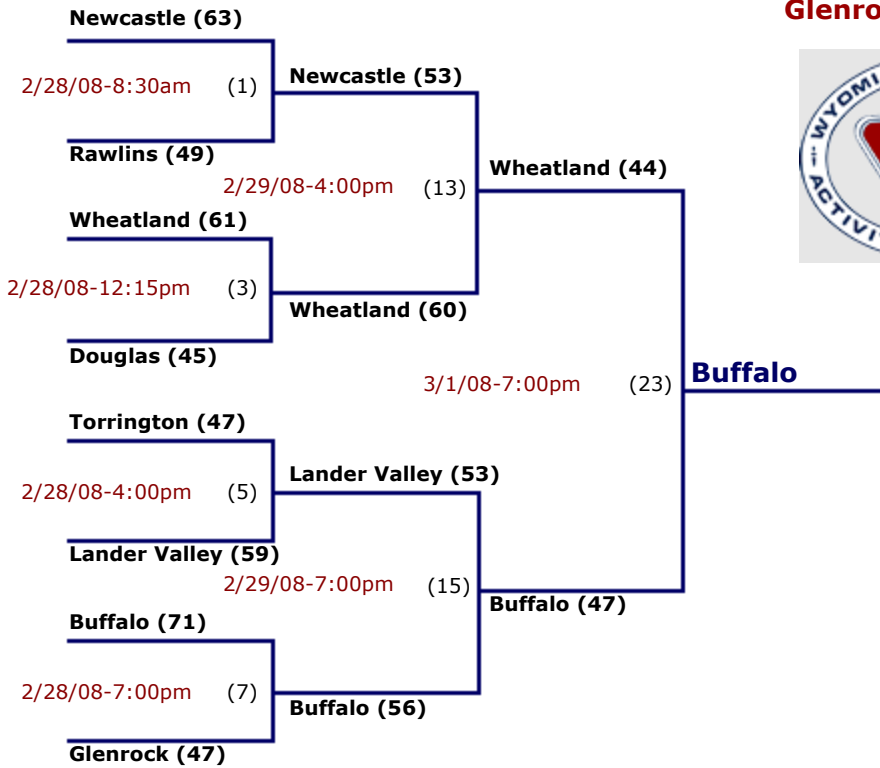 Glenro
Newcastle (63)
2/28/08-8:30am (1)
Newcastle (53)
Rawlins (49)
2/29/08-4:00pm (13)
Wheatland (44)
Wheatland (61)
2/28/08-12:15pm (3)
Wheatland (60)
Douglas (45)
3/1/08-7:00pm (23)
Buffalo
Torrington (47)
2/28/08-4:00pm (5)
Lander Valley (53)
Lander Valley (59)
2/29/08-7:00pm (15)
Buffalo (47)
Buffalo (71)
2/28/08-7:00pm (7)
Buffalo (56)
Glenrock (47)
WYOMI
ACTIVI